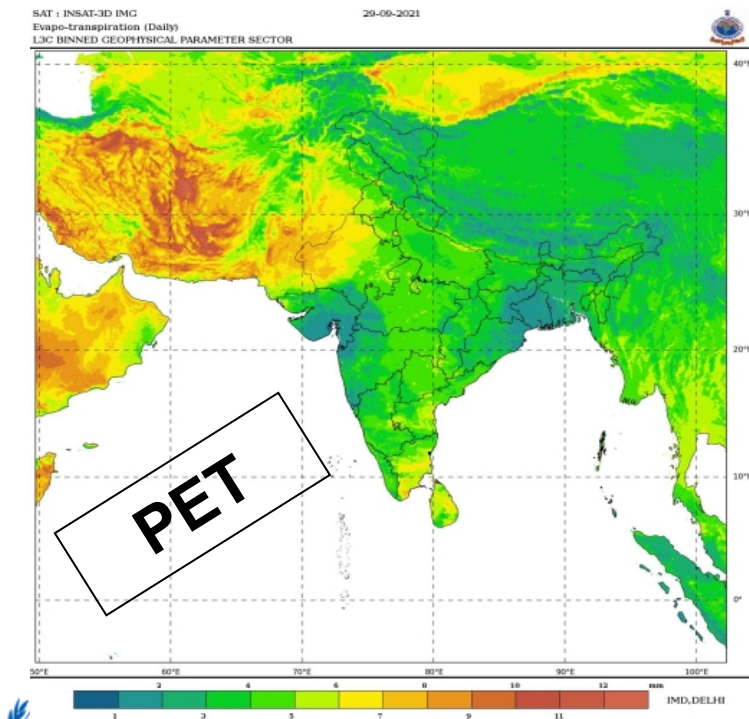 SAT : INSAT-3D IMG 29-09-2021
Evapo-transpiration (Daily)
L3C BINNED GEOPHYSICAL PARAMETER SECTOR
40°N
30°N
20°N
10°N
0°
PET
50°E 60°E 70°E 80°E 90°E 100°E
2 4 6 8 10 12 mm
1 3 5 7 9 11
IMD,DELHI